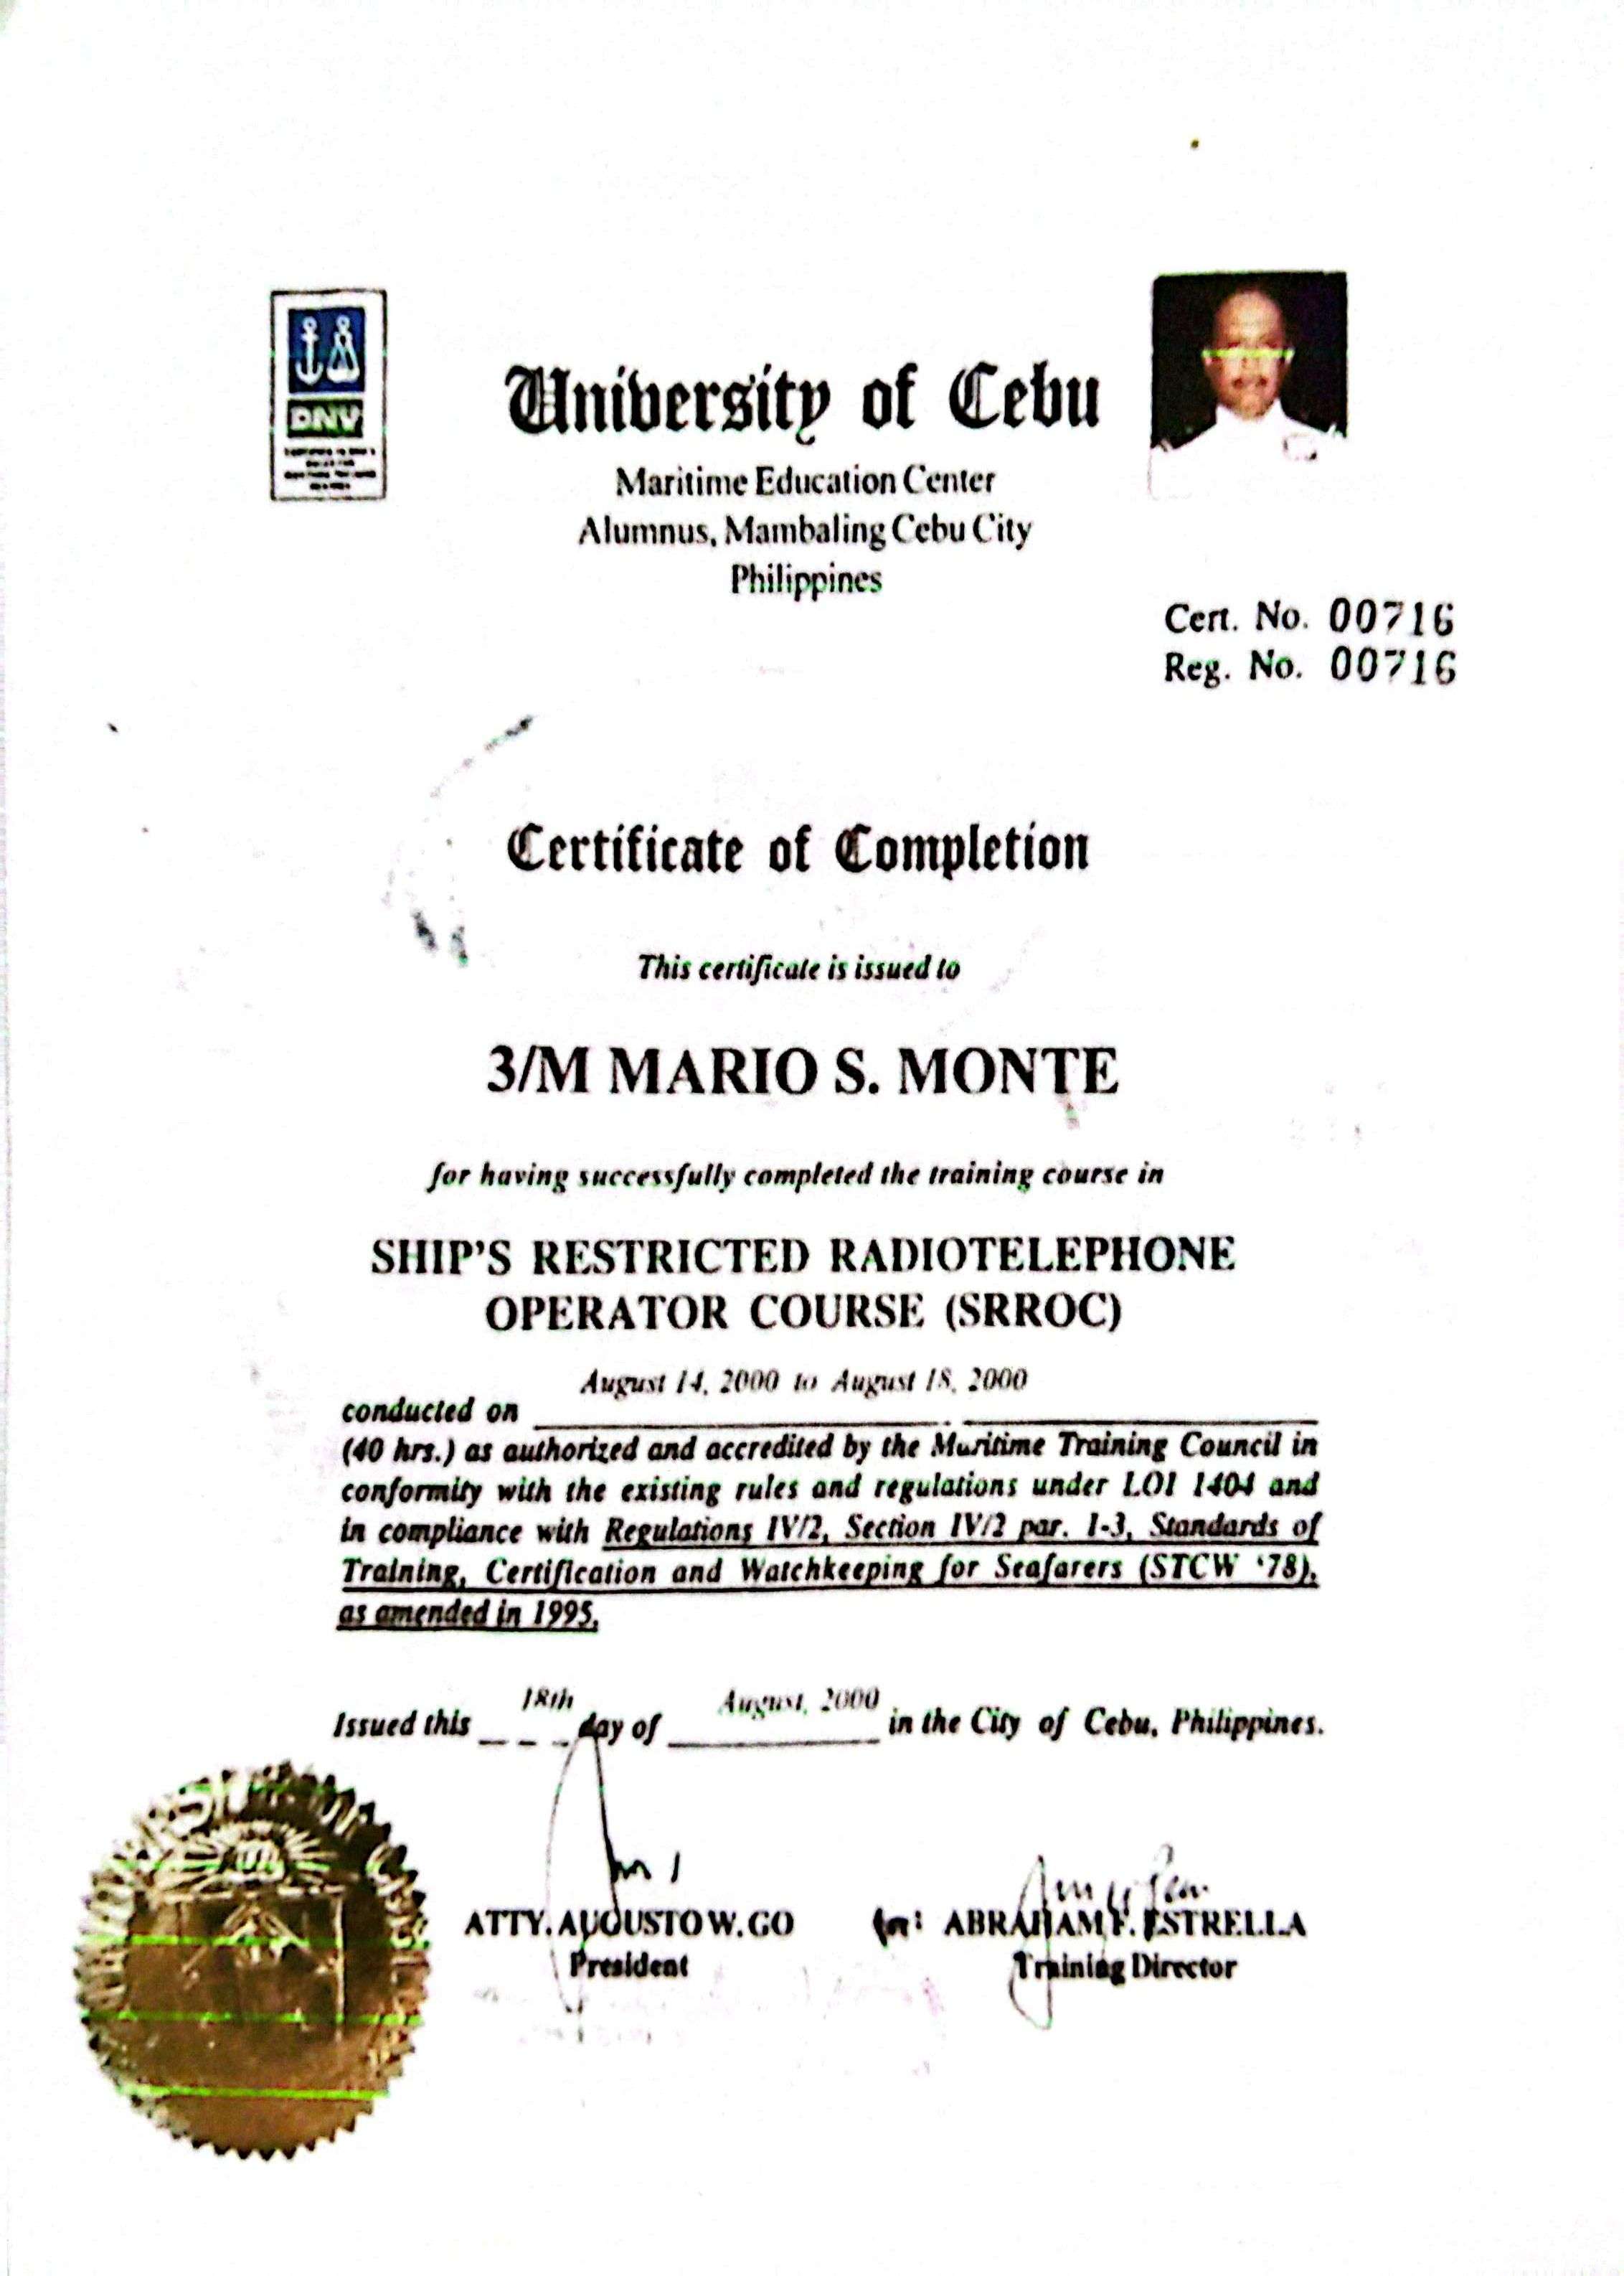 DNV
University of Cebu
Maritime Education Center
Alumnus, Mambaling Cebu City
Philippines
Cert. No. 00716
Reg. No. 00716
Certificate of Completion
This certificate is issued to
3/M MARIO S. MONTE
for having successfully completed the training course in
SHIP'S RESTRICTED RADIOTELEPHONE
OPERATOR COURSE (SRROC)
August 14, 2000 to August 18, 2000
conducted on
(40 hrs.) as authorized and accredited by the Maritime Training Council in
conformity with the existing rules and regulations under LOI 1404 and
in compliance with Regulations IV/2, Section IV/2 par. 1-3, Standards of
Training, Certification and Watchkeeping for Seafarers (STCW '78),
as amended in 1995.
Issued this 18th day of August, 2000 in the City of Cebu, Philippines.
ATTY. AUGUSTO W. GO
President
for: ABRAHAM F. ESTRELLA
Training Director